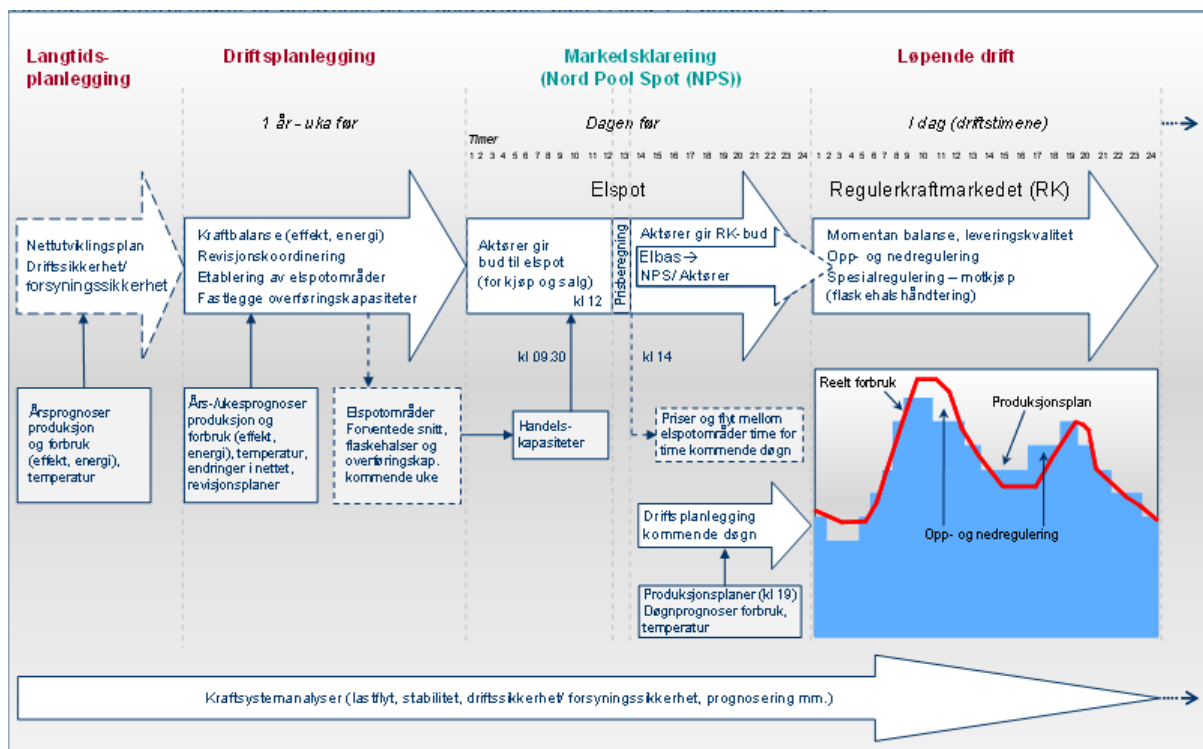 Langtids-
planlegging
Driftsplanlegging
Markedsklarering
(Nord Pool Spot (NPS))
Løpende drift
1 år - uka før
Dagen før
I dag (driftstimene)
Timer
1 2 3 4 5 6 7 8 9 10 11 12 13 14 15 16 17 18 19 20 21 22 23 24
1 2 3 4 5 6 7 8 9 10 11 12 13 14 15 16 17 18 19 20 21 22 23 24
Elspot
Regulerkraftmarkedet (RK)
Nettutviklingsplan
Driftssikkerhet/
forsyningssikkerhet
Kraftbalanse (effekt, energi)
Revisjonskoordinering
Etablering av elspotområder
Fastlegge overføringskapasiteter
Aktører gir
bud til elspot
(for kjøp og salg)
kl 12
Prisberegning
Aktører gir RK-bud
Elbas→
NPS/Aktører
Momentan balanse, leveringskvalitet
Opp- og nedregulering
Spesialregulering – motkjøp
(flaskehalshåndtering)
kl 09.30
kl 14
Årsprognoser
produksjon
og forbruk
(effekt, energi),
temperatur
Års-/ukesprognoser
produksjon og
forbruk (effekt,
energi), temperatur,
endringer i nettet,
revisjonsplaner
Elspotområder
Forventede snitt,
flaskehalser og
overføringskap.
kommende uke
Handels-
kapasiteter
Priser og flyt mellom
elspotområder time for
time kommende døgn
Driftsplanlegging
kommende døgn
Produksjonsplaner (kl 19)
Døgnprognoser forbruk,
temperatur
Reelt forbruk
Produksjonsplan
Opp- og nedregulering
Kraftsystemanalyser (lastflyt, stabilitet, driftssikkerhet/ forsyningssikkerhet, prognosering mm.)